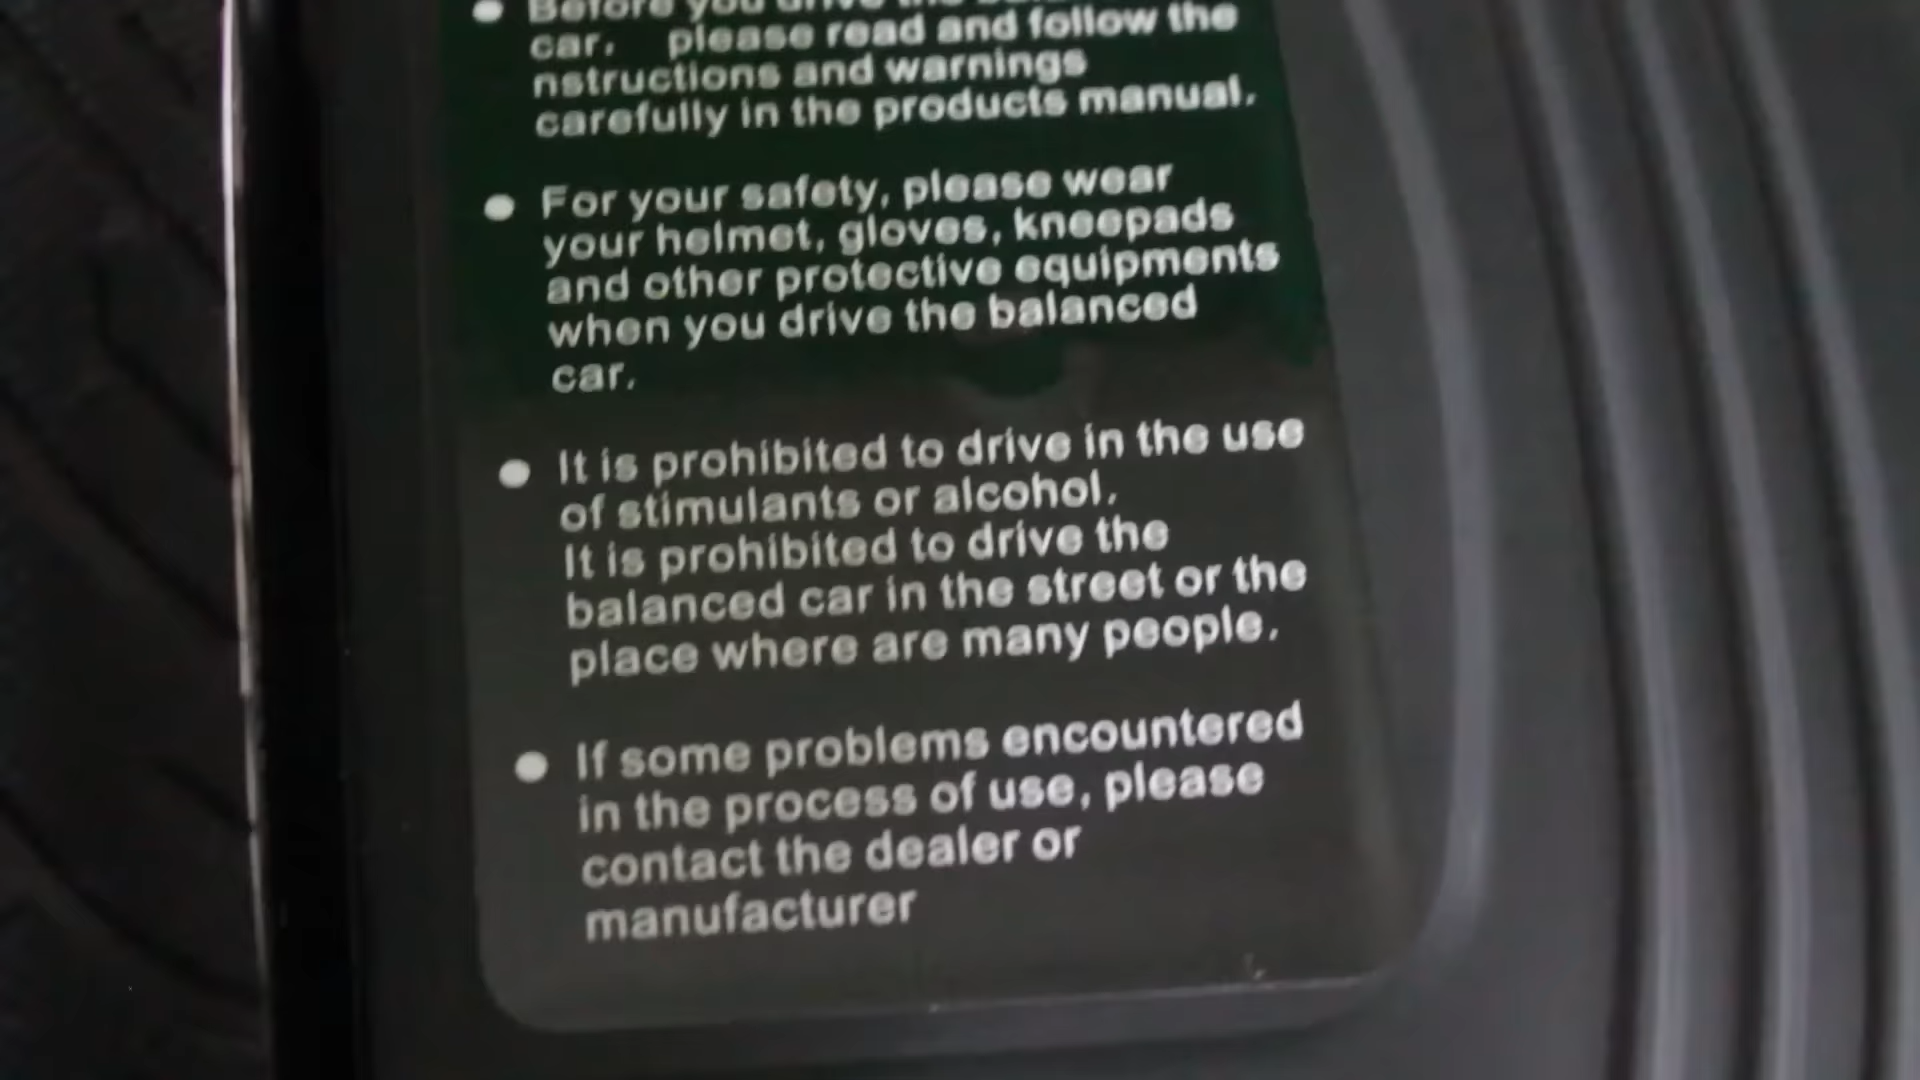 Before you drive the
car. please read and follow the
nstructions and warnings
carefully in the products manual.
For your safety, please wear
your helmet, gloves, kneepads
and other protective equipments
when you drive the balanced
car.
It is prohibited to drive in the use
of stimulants or alcohol.
It is prohibited to drive the
balanced car in the street or the
place where are many people.
If some problems encountered
in the process of use, please
contact the dealer or
manufacturer